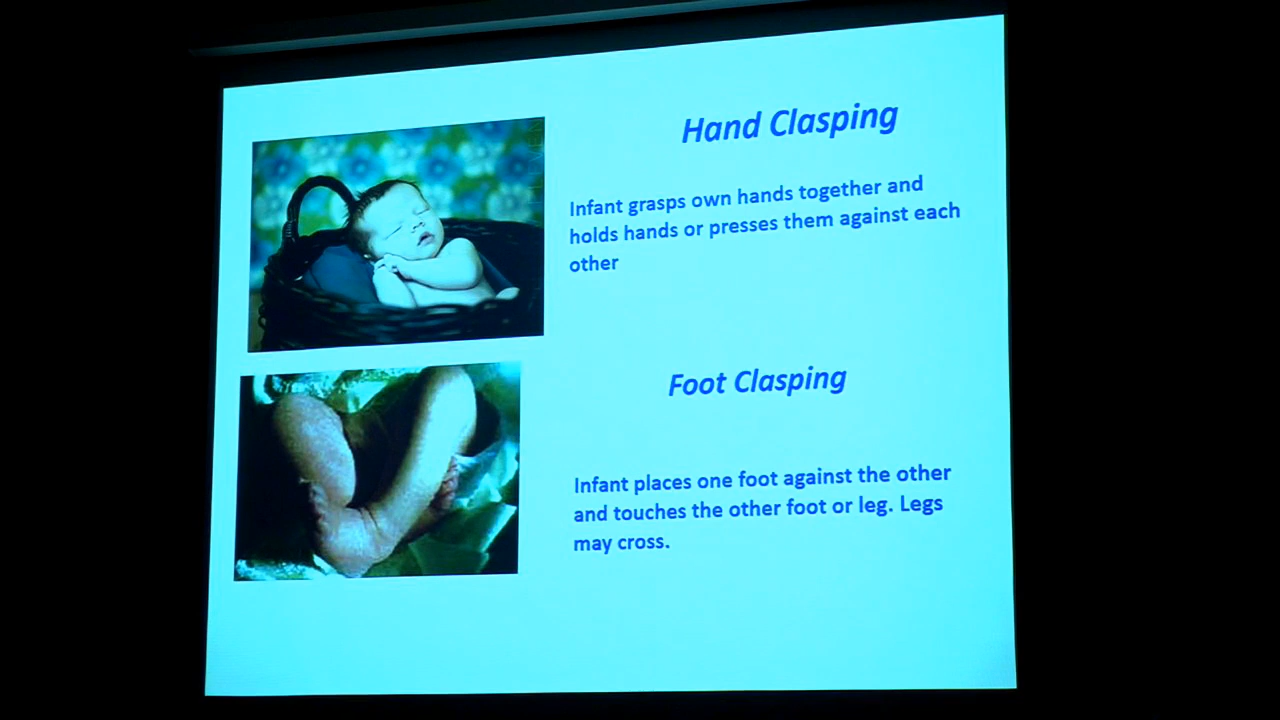 Hand Clasping
Infant grasps own hands together and
holds hands or presses them against each
other
Foot Clasping
Infant places one foot against the other
and touches the other foot or leg. Legs
may cross.